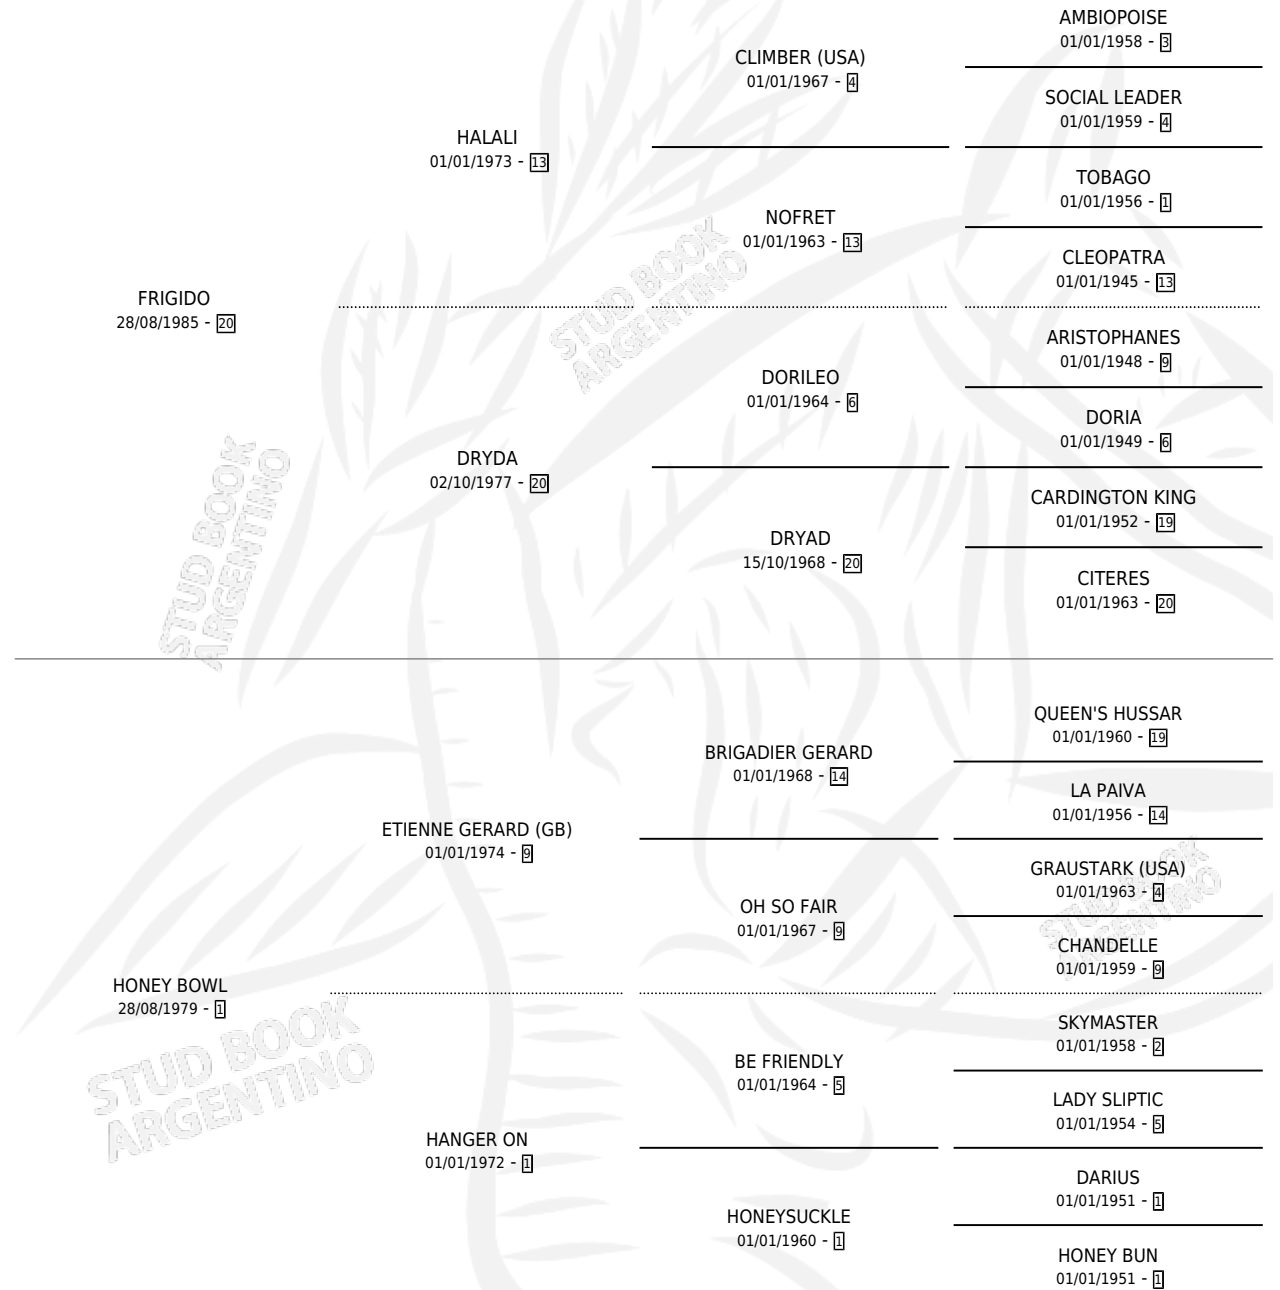 AMBIOPOISE
01/01/1958 - 3
CLIMBER (USA)
01/01/1967 - 4
SOCIAL LEADER
01/01/1959 - 4
HALALI
01/01/1973 - 13
TOBAGO
01/01/1956 - 1
NOFRET
01/01/1963 - 13
CLEOPATRA
01/01/1945 - 13
FRIGIDO
28/08/1985 - 20
ARISTOPHANES
01/01/1948 - 9
DORILEO
01/01/1964 - 6
DORIA
01/01/1949 - 6
DRYDA
02/10/1977 - 20
CARDINGTON KING
01/01/1952 - 19
DRYAD
15/10/1968 - 20
CITERES
01/01/1963 - 20
QUEEN'S HUSSAR
01/01/1960 - 19
BRIGADIER GERARD
01/01/1968 - 14
LA PAIVA
01/01/1956 - 14
ETIENNE GERARD (GB)
01/01/1974 - 9
GRAUSTARK (USA)
01/01/1963 - 4
OH SO FAIR
01/01/1967 - 9
CHANDELLE
01/01/1959 - 9
HONEY BOWL
28/08/1979 - 1
SKYMASTER
01/01/1958 - 2
BE FRIENDLY
01/01/1964 - 5
LADY SLIPTIC
01/01/1954 - 5
HANGER ON
01/01/1972 - 1
DARIUS
01/01/1951 - 1
HONEYSUCKLE
01/01/1960 - 1
HONEY BUN
01/01/1951 - 1
STUD BOOK
ARGENTINO
STUD BOOK
ARGENTINO
STUD BOOK
ARGENTINO
STUD BOOK
ARGENTINO